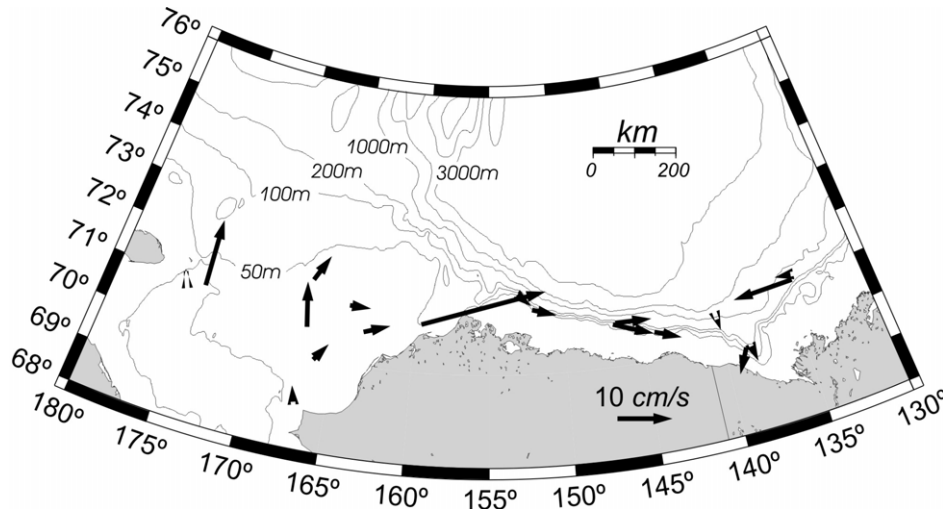 76º
75º
74º
73º
72º
71º
70º
69º
68º
km
0 200
1000m
3000m
200m
100m
50m
10 cm/s
180º
175º
170º
165º
160º
155º
150º
145º
140º
135º
130º